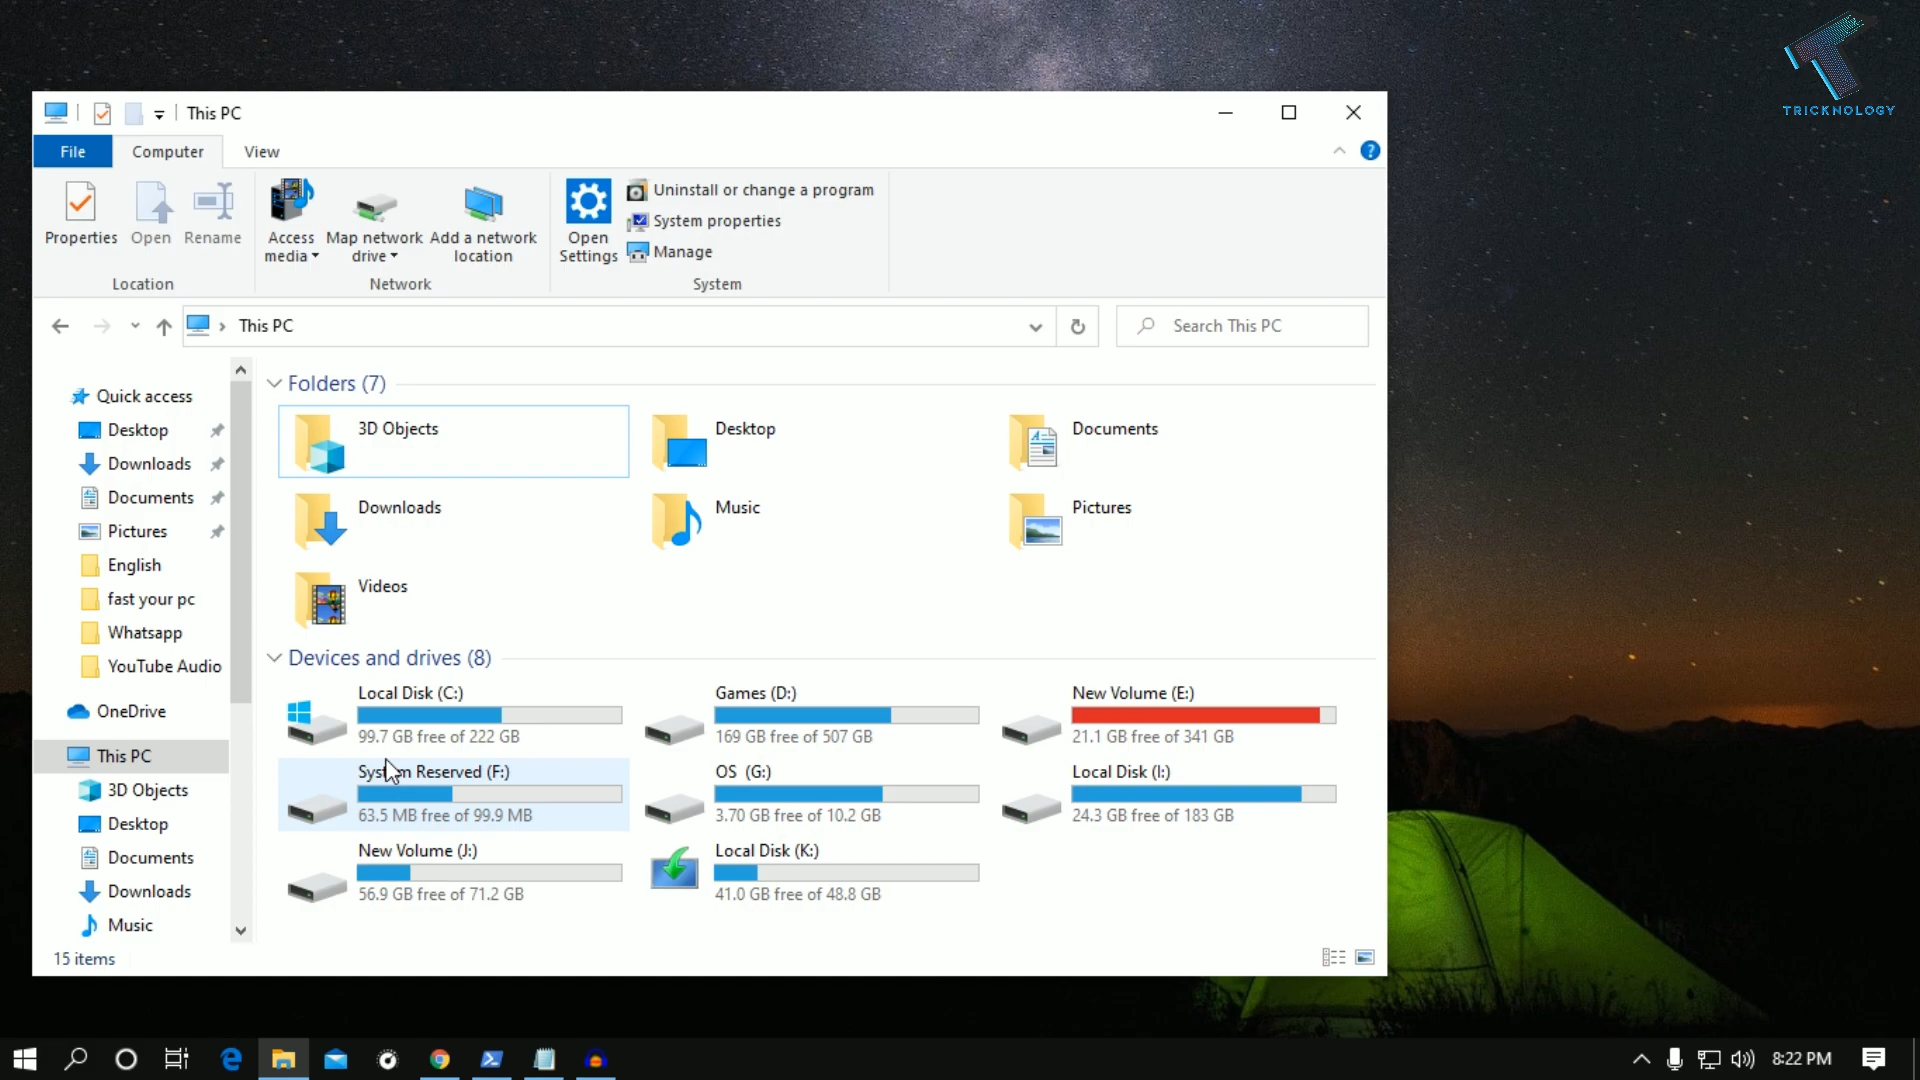 TRICKNOLOGY
This PC
File
Computer
View
Properties
Open
Rename
Access media
Map network drive
Add a network location
Open Settings
Uninstall or change a program
System properties
Manage
Location
Network
System
This PC
Search This PC
Quick access
Desktop
Downloads
Documents
Pictures
English
fast your pc
Whatsapp
YouTube Audio
OneDrive
This PC
3D Objects
Desktop
Documents
Downloads
Music
Folders (7)
3D Objects
Desktop
Documents
Downloads
Music
Pictures
Videos
Devices and drives (8)
Local Disk (C:)
99.7 GB free of 222 GB
Games (D:)
169 GB free of 507 GB
New Volume (E:)
21.1 GB free of 341 GB
System Reserved (F:)
63.5 MB free of 99.9 MB
OS (G:)
3.70 GB free of 10.2 GB
Local Disk (I:)
24.3 GB free of 183 GB
New Volume (J:)
56.9 GB free of 71.2 GB
Local Disk (K:)
41.0 GB free of 48.8 GB
15 items
8:22 PM